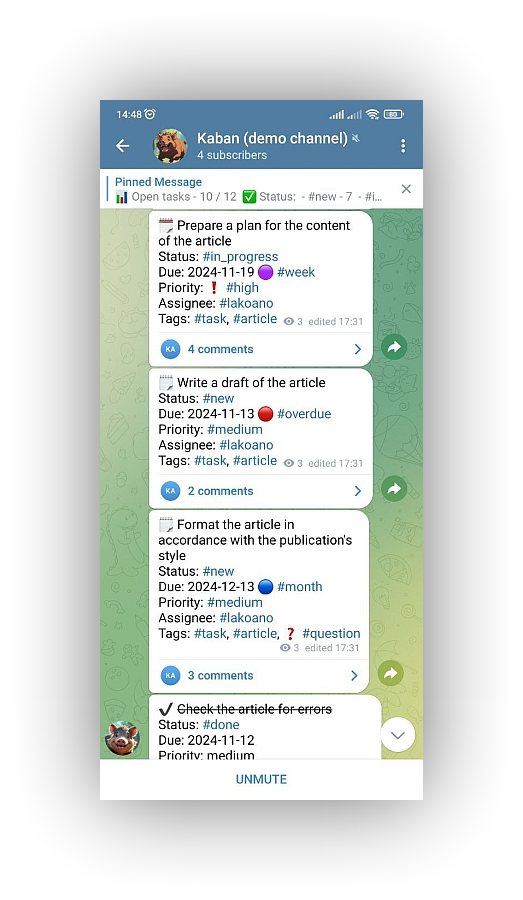 14:48
60
Kaban (demo channel)
4 subscribers
Pinned Message
📊 Open tasks - 10 / 12 ✅ Status: - #new - 7 - #i...
🗓 Prepare a plan for the content
of the article
Status: #in_progress
Due: 2024-11-19 🟣 #week
Priority: ❗ #high
Assignee: #lakoano
Tags: #task, #article 3 edited 17:31
KA 4 comments
🗒 Write a draft of the article
Status: #new
Due: 2024-11-13 🔴 #overdue
Priority: #medium
Assignee: #lakoano
Tags: #task, #article 3 edited 17:31
KA 2 comments
🗒 Format the article in
accordance with the publication's
style
Status: #new
Due: 2024-12-13 🔵 #month
Priority: #medium
Assignee: #lakoano
Tags: #task, #article, ❓ #question
3 edited 17:31
KA 3 comments
✔ Check the article for errors
Status: #done
Due: 2024-11-12
Priority: medium
UNMUTE